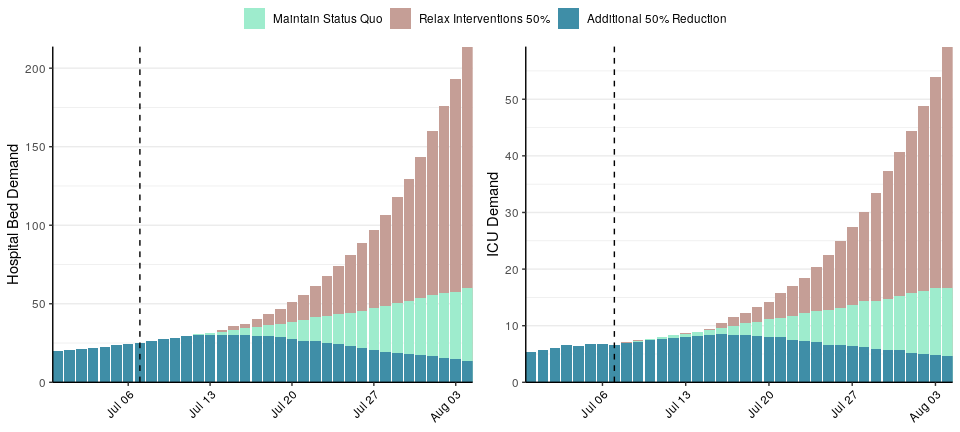 Maintain Status Quo Relax Interventions 50% Additional 50% Reduction
Hospital Bed Demand
200
150
100
50
0
Jul 06 Jul 13 Jul 20 Jul 27 Aug 03
ICU Demand
50
40
30
20
10
0
Jul 06 Jul 13 Jul 20 Jul 27 Aug 03